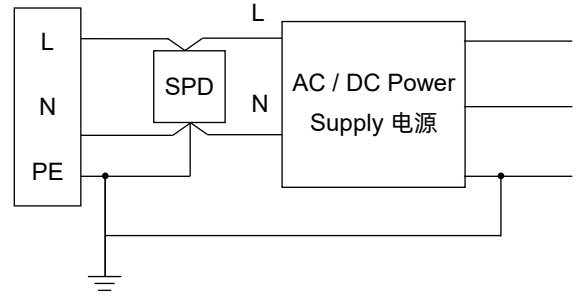 L
N
PE
SPD
L
N
AC / DC Power
Supply 电源